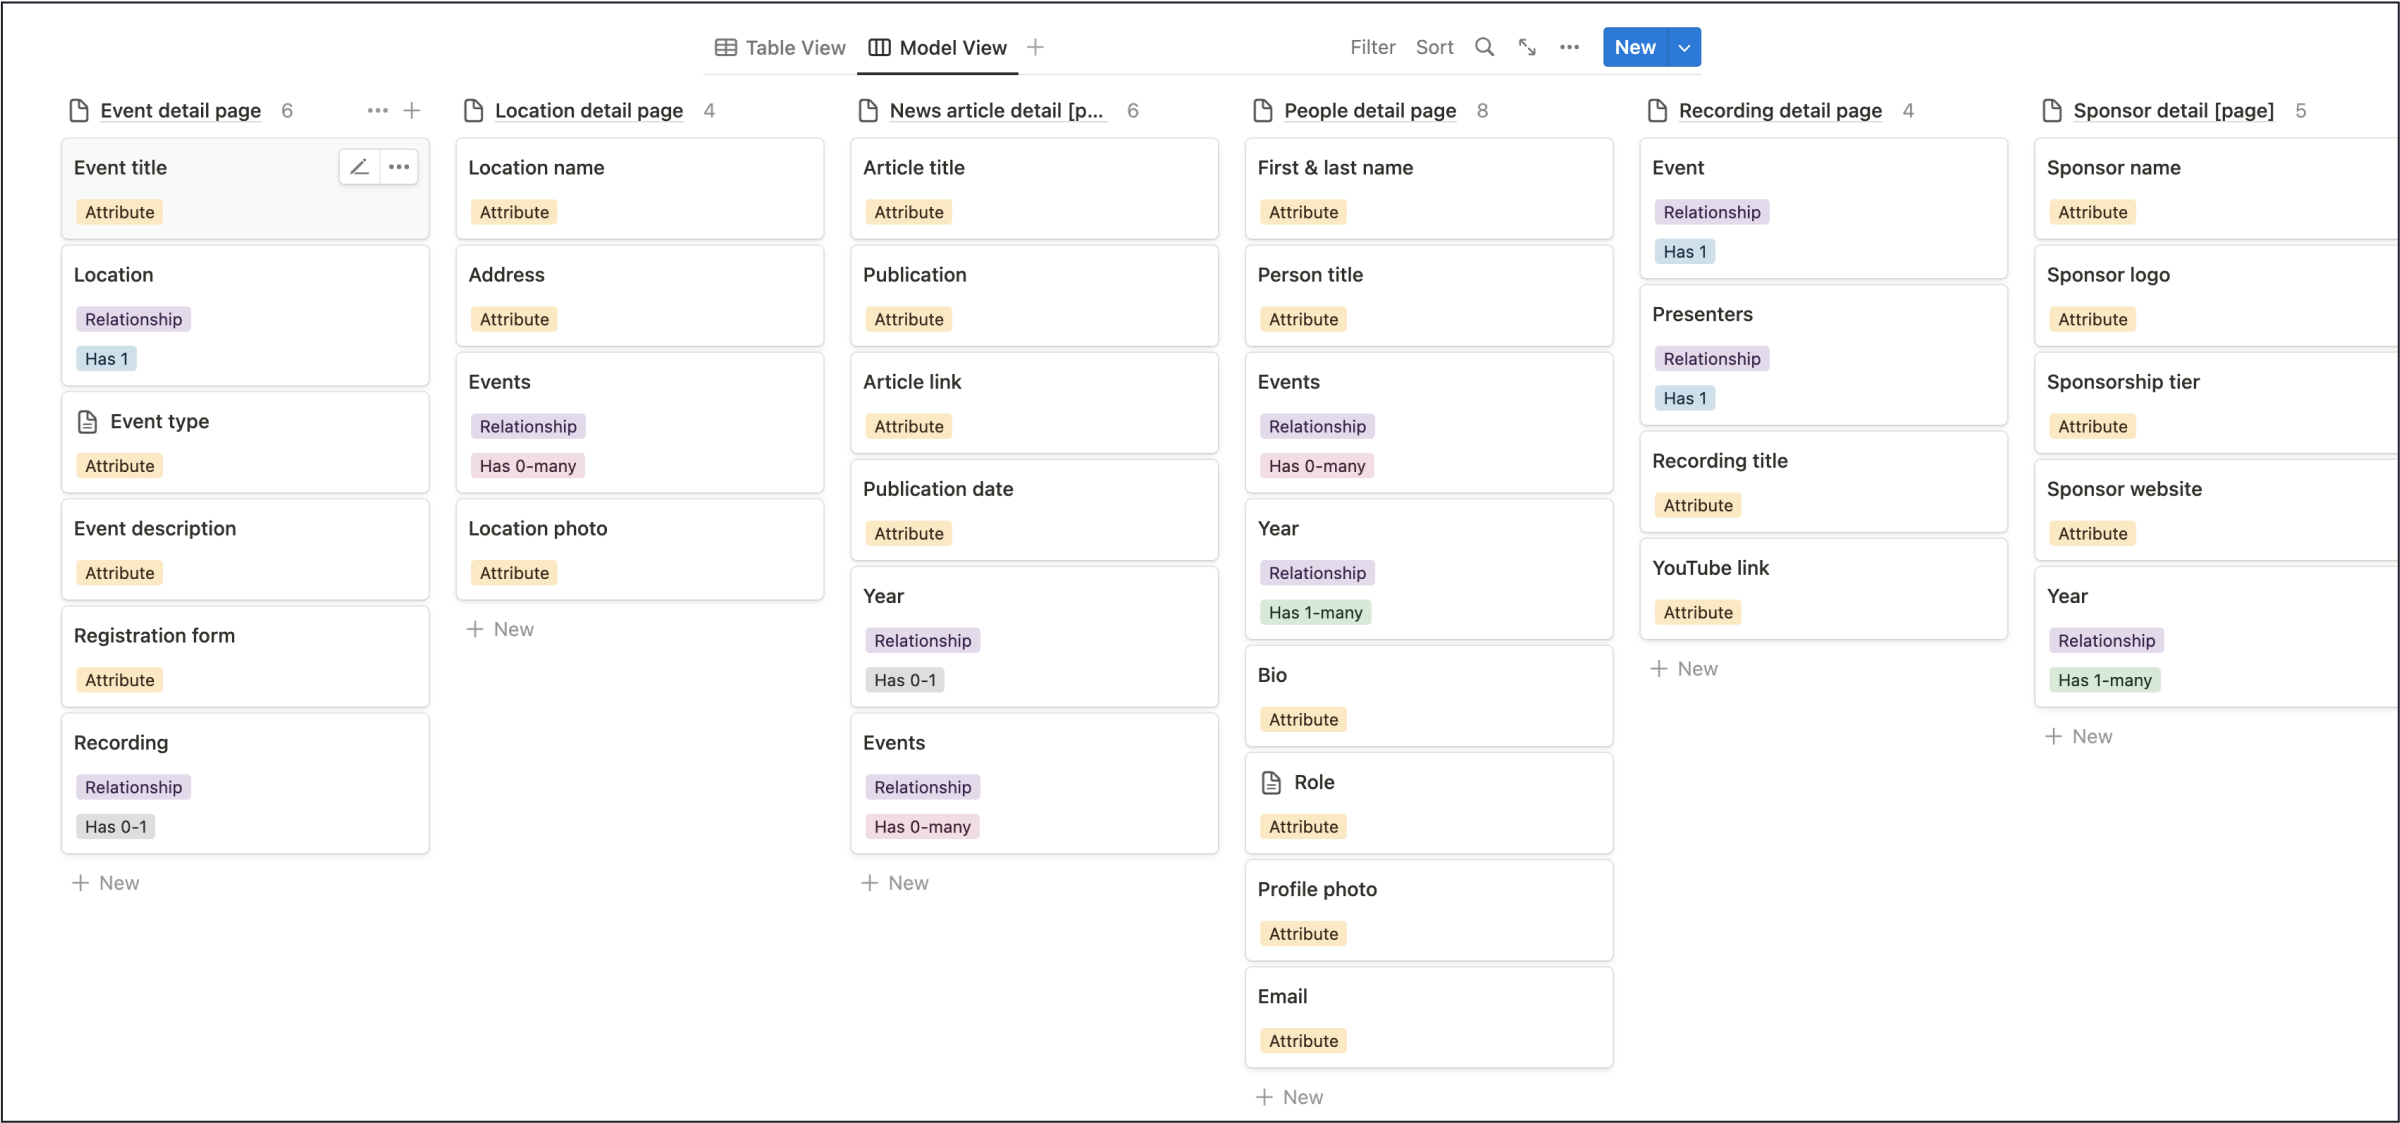 Table View
Model View
Filter
Sort
New
Event detail page 6
Event title
Attribute
Location
Relationship
Has 1
Event type
Attribute
Event description
Attribute
Registration form
Attribute
Recording
Relationship
Has 0-1
New
Location detail page 4
Location name
Attribute
Address
Attribute
Events
Relationship
Has 0-many
Location photo
Attribute
New
News article detail [p... 6
Article title
Attribute
Publication
Attribute
Article link
Attribute
Publication date
Attribute
Year
Relationship
Has 0-1
Events
Relationship
Has 0-many
New
People detail page 8
First & last name
Attribute
Person title
Attribute
Events
Relationship
Has 0-many
Year
Relationship
Has 1-many
Bio
Attribute
Role
Attribute
Profile photo
Attribute
Email
Attribute
New
Recording detail page 4
Event
Relationship
Has 1
Presenters
Relationship
Has 1
Recording title
Attribute
YouTube link
Attribute
New
Sponsor detail [page] 5
Sponsor name
Attribute
Sponsor logo
Attribute
Sponsorship tier
Attribute
Sponsor website
Attribute
Year
Relationship
Has 1-many
New